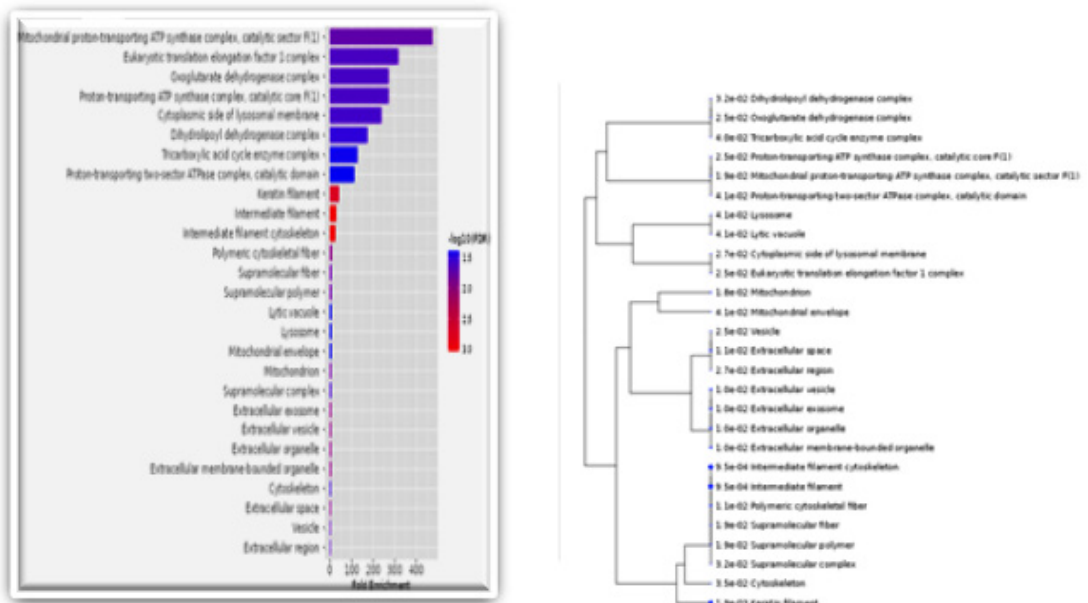 Mitochondrial proton-transporting ATP synthase complex, catalytic sector F(1)
Eukaryotic translation elongation factor 1 complex
Oxoglutarate dehydrogenase complex
Proton-transporting ATP synthase complex, catalytic core F(1)
Cytoplasmic side of lysosomal membrane
Dihydrolipoyl dehydrogenase complex
Tricarboxylic acid cycle enzyme complex
Proton-transporting two-sector ATPase complex, catalytic domain
Keratin filament
Intermediate filament
Intermediate filament cytoskeleton
Polymeric cytoskeletal fiber
Supramolecular fiber
Supramolecular polymer
Lytic vacuole
Lysosome
Mitochondrial envelope
Mitochondrion
Supramolecular complex
Extracellular exosome
Extracellular vesicle
Extracellular organelle
Extracellular membrane-bounded organelle
Cytoskeleton
Extracellular space
Vesicle
Extracellular region
0 100 200 300 400
Fold Enrichment
-log10(FDR)
1.5
2.0
2.5
3.0
3.2e-02 Dihydrolipoyl dehydrogenase complex
2.5e-02 Oxoglutarate dehydrogenase complex
4.0e-02 Tricarboxylic acid cycle enzyme complex
2.5e-02 Proton-transporting ATP synthase complex, catalytic core F(1)
1.9e-02 Mitochondrial proton-transporting ATP synthase complex, catalytic sector F(1)
4.1e-02 Proton-transporting two-sector ATPase complex, catalytic domain
4.1e-02 Lysosome
4.1e-02 Lytic vacuole
2.7e-02 Cytoplasmic side of lysosomal membrane
2.5e-02 Eukaryotic translation elongation factor 1 complex
1.8e-02 Mitochondrion
4.1e-02 Mitochondrial envelope
2.5e-02 Vesicle
1.1e-02 Extracellular space
2.7e-02 Extracellular region
1.0e-02 Extracellular vesicle
1.0e-02 Extracellular exosome
1.0e-02 Extracellular organelle
1.0e-02 Extracellular membrane-bounded organelle
9.5e-04 Intermediate filament cytoskeleton
9.5e-04 Intermediate filament
1.1e-02 Polymeric cytoskeletal fiber
1.9e-02 Supramolecular fiber
1.9e-02 Supramolecular polymer
3.2e-02 Supramolecular complex
3.5e-02 Cytoskeleton
Keratin filament